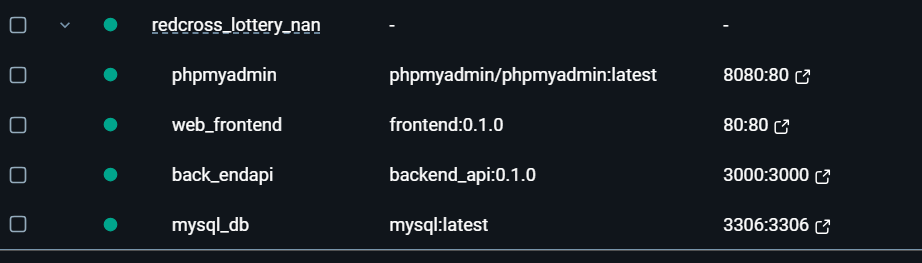 redcross_lottery_nan - -
phpmyadmin phpmyadmin/phpmyadmin:latest 8080:80
web_frontend frontend:0.1.0 80:80
back_endapi backend_api:0.1.0 3000:3000
mysql_db mysql:latest 3306:3306